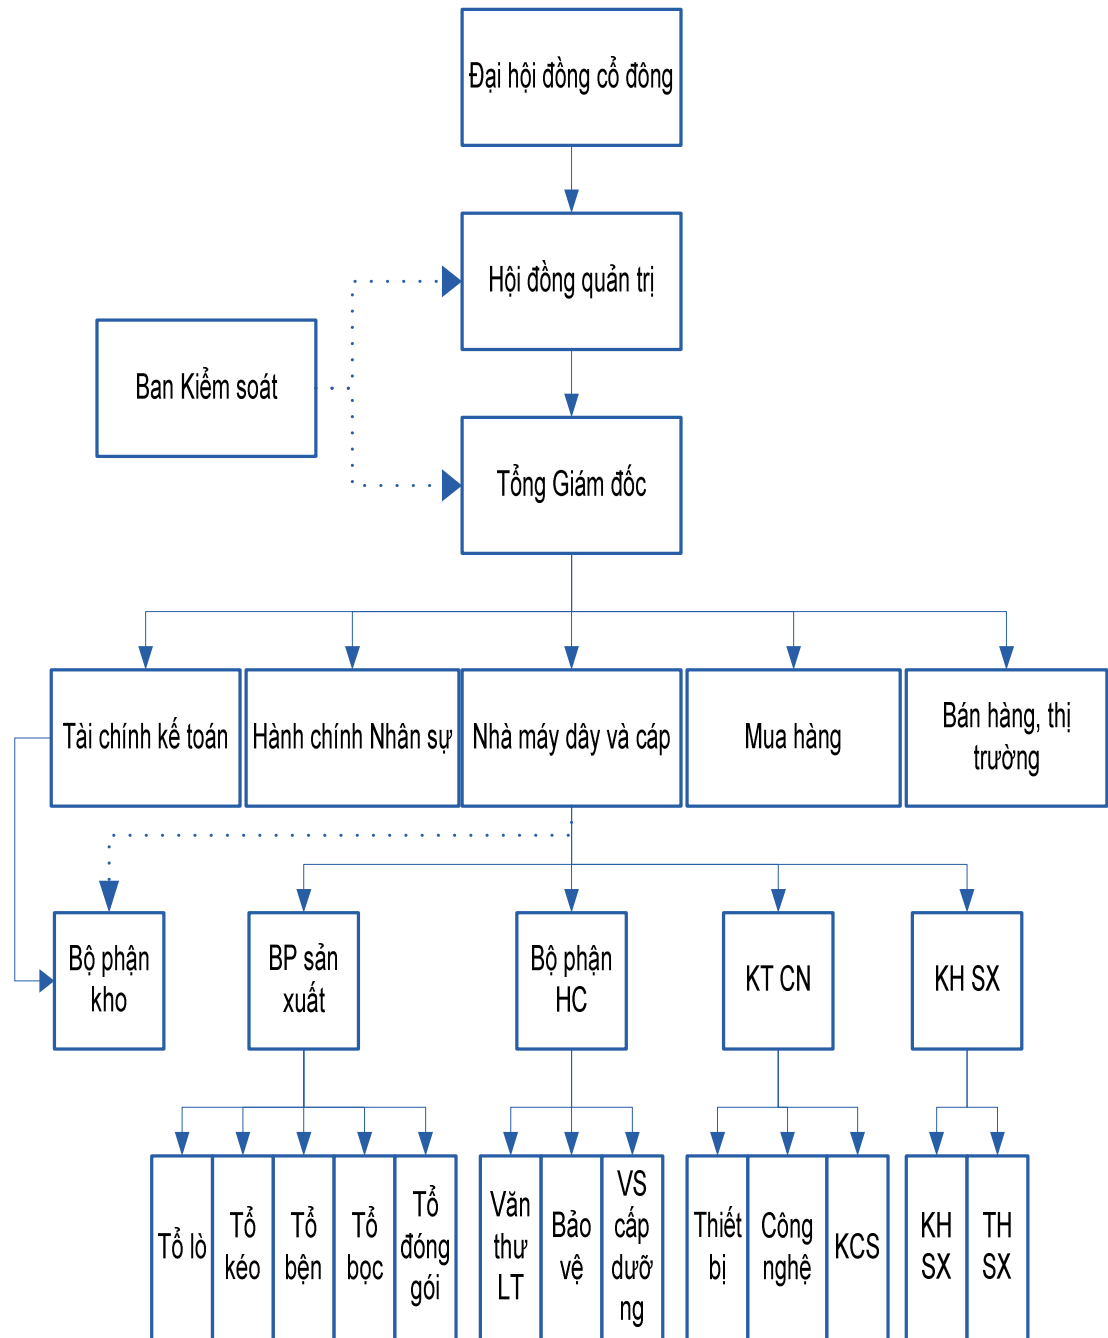 Đại hội đồng cổ đông
Hội đồng quản trị
Ban Kiểm soát
Tổng Giám đốc
Tài chính kế toán
Hành chính Nhân sự
Nhà máy dây và cáp
Mua hàng
Bán hàng, thị
trường
Bộ phận
kho
BP sản
xuất
Bộ phận
HC
KT CN
KH SX
Tổ lò
Tổ
kéo
Tổ
bện
Tổ
bọc
Tổ
đóng
gói
Văn
thư
LT
Bảo
vệ
VS
cấp
dưỡ
ng
Thiết
bị
Công
nghệ
KCS
KH
SX
TH
SX